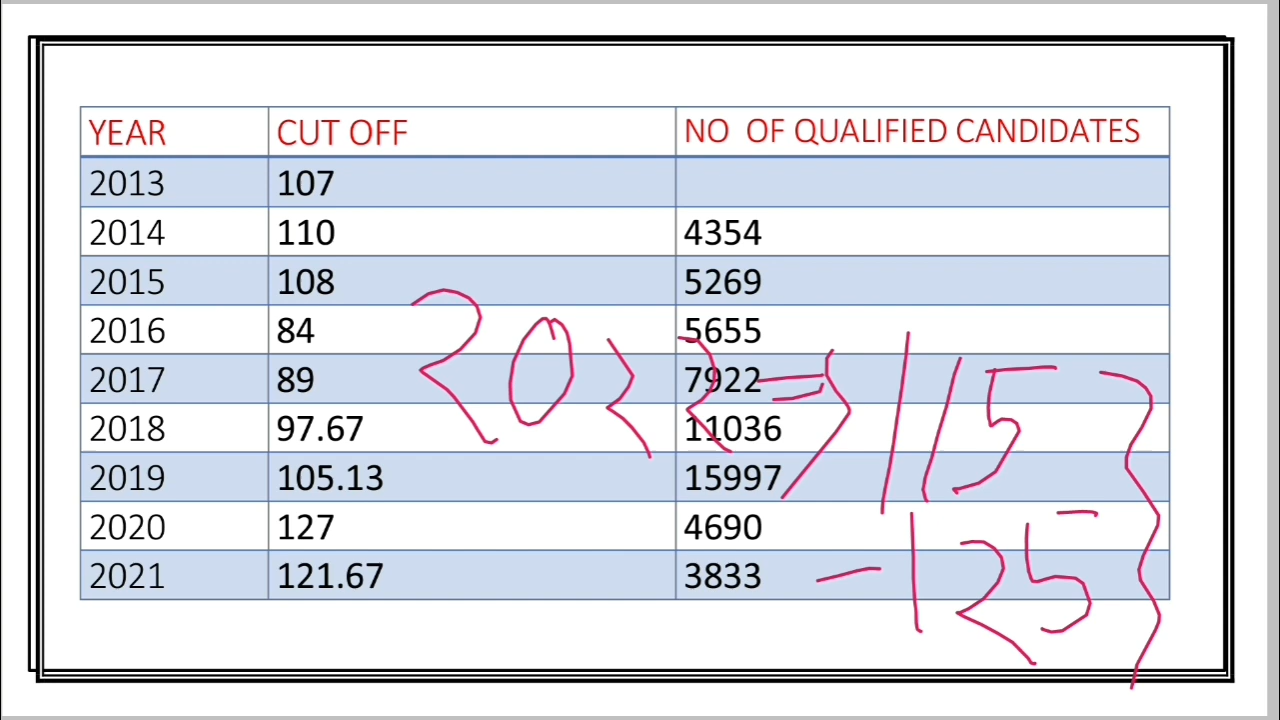 YEAR CUT OFF NO OF QUALIFIED CANDIDATES
2013 107
2014 110 4354
2015 108 5269
2016 84 5655
2017 89 7922
2018 97.67 11036
2019 105.13 15997
2020 127 4690
2021 121.67 3833
2022 ⇒ 115
- 125